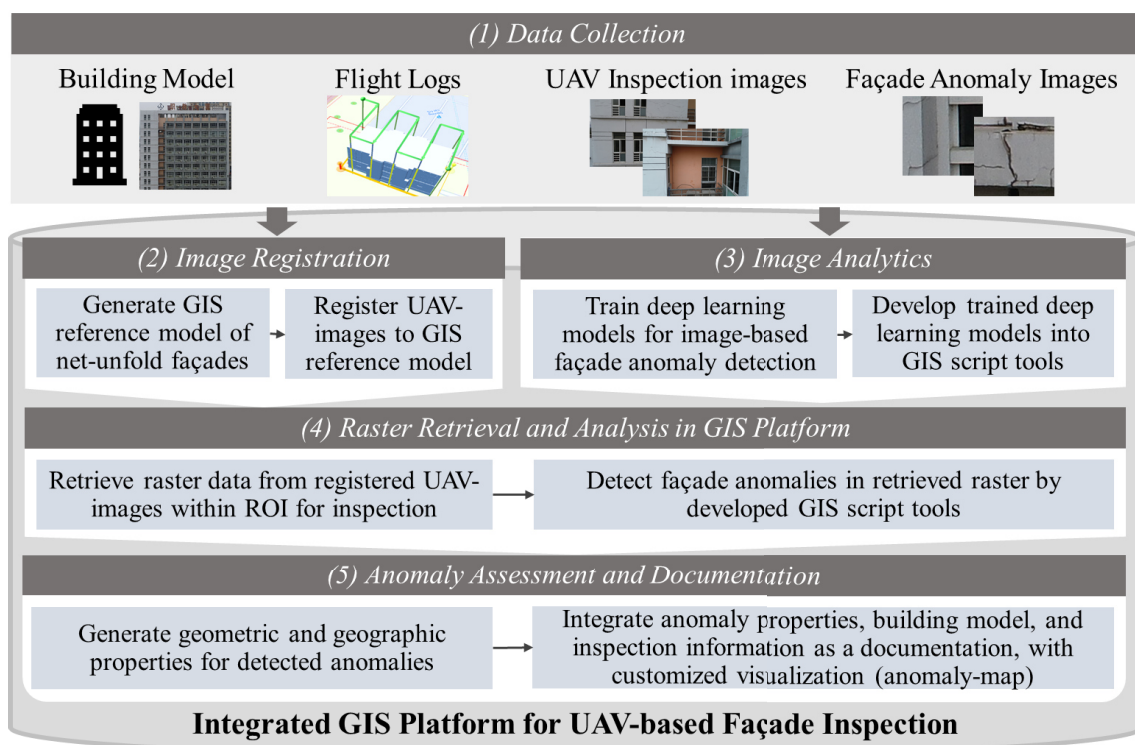 (1) Data Collection
Building Model
Flight Logs
UAV Inspection images
Façade Anomaly Images
(2) Image Registration
Generate GIS
reference model of
net-unfold façades
Register UAV-
images to GIS
reference model
(3) Image Analytics
Train deep learning
models for image-based
façade anomaly detection
Develop trained deep
learning models into
GIS script tools
(4) Raster Retrieval and Analysis in GIS Platform
Retrieve raster data from registered UAV-
images within ROI for inspection
Detect façade anomalies in retrieved raster by
developed GIS script tools
(5) Anomaly Assessment and Documentation
Generate geometric and geographic
properties for detected anomalies
Integrate anomaly properties, building model, and
inspection information as a documentation, with
customized visualization (anomaly-map)
Integrated GIS Platform for UAV-based Façade Inspection